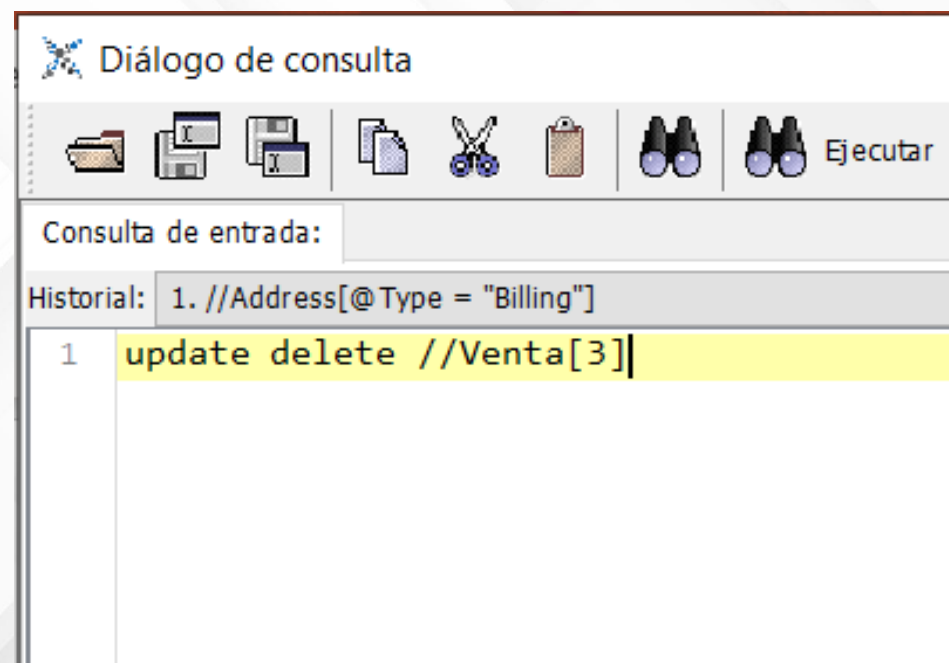 Diálogo de consulta
Ejecutar
Consulta de entrada:
Historial: 1. //Address[@Type = "Billing"]
1 update delete //Venta[3]